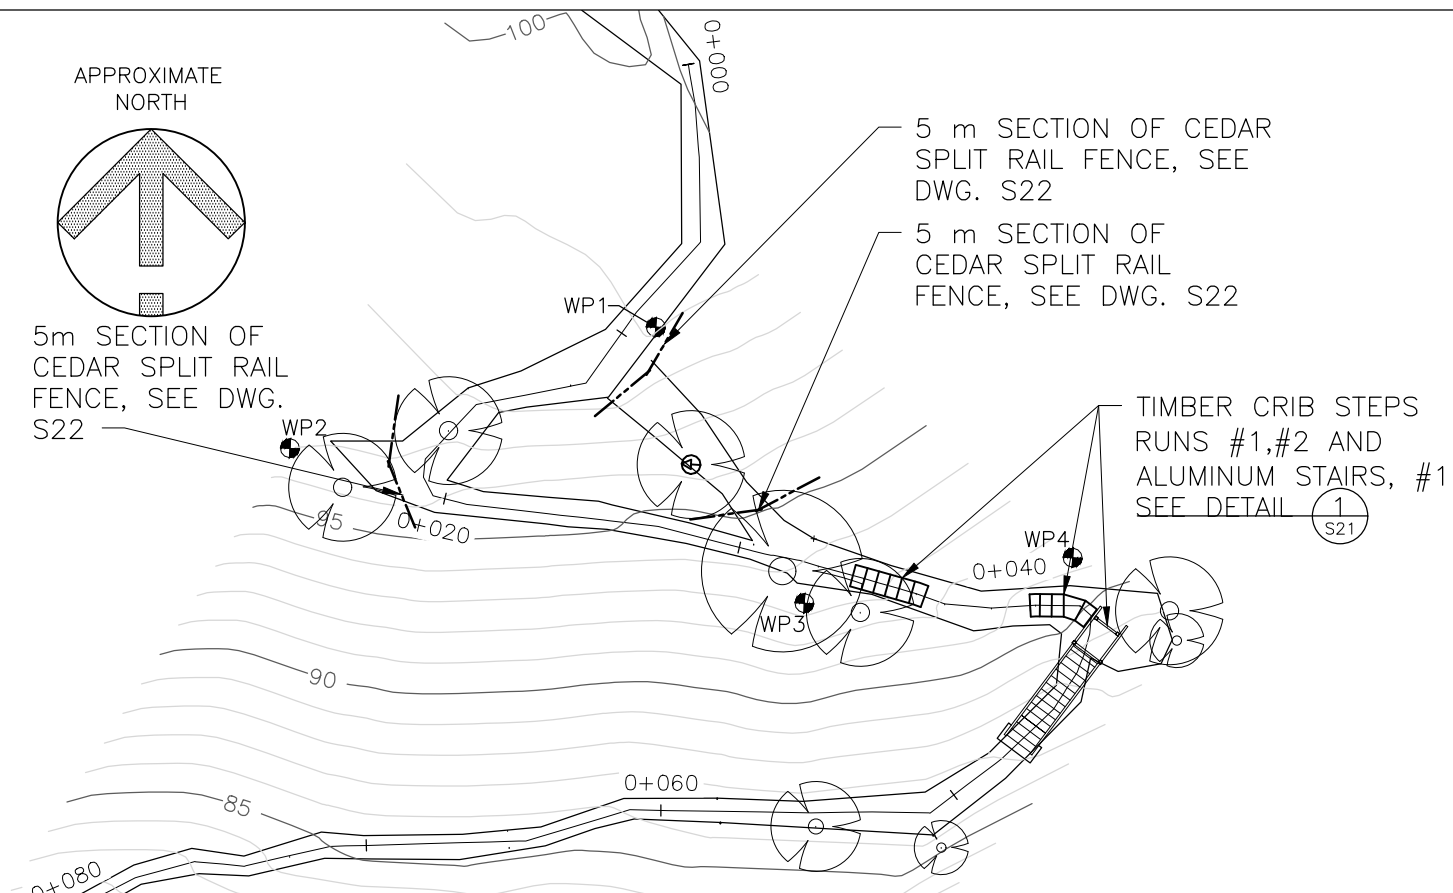 100
0+000
APPROXIMATE
NORTH
5 m SECTION OF CEDAR
SPLIT RAIL FENCE, SEE
DWG. S22
5 m SECTION OF
CEDAR SPLIT RAIL
FENCE, SEE DWG. S22
WP1
5m SECTION OF
CEDAR SPLIT RAIL
FENCE, SEE DWG.
S22
WP2
TIMBER CRIB STEPS
RUNS #1,#2 AND
ALUMINUM STAIRS, #1
SEE DETAIL
1
S21
95
0+020
WP4
0+040
WP3
90
0+060
85
0+080